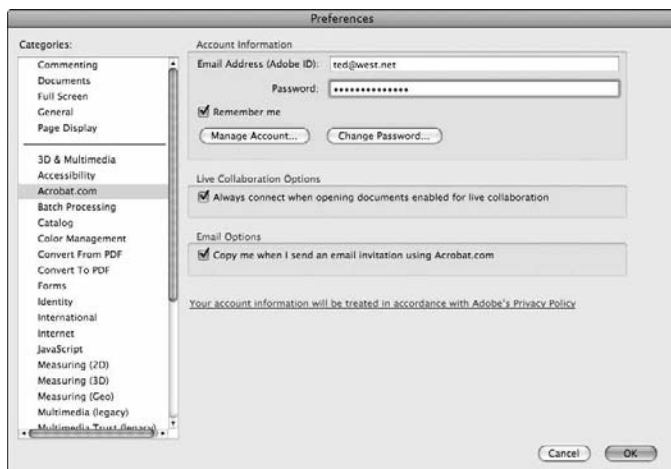 Preferences
Categories:
Commenting
Documents
Full Screen
General
Page Display
3D & Multimedia
Accessibility
Acrobat.com
Batch Processing
Catalog
Color Management
Convert From PDF
Convert To PDF
Forms
Identity
International
Internet
JavaScript
Measuring (2D)
Measuring (3D)
Measuring (Geo)
Multimedia (legacy)
Multimedia Trust (legacy)
Account Information
Email Address (Adobe ID): ted@west.net
Password: ••••••••••••••
Remember me
Manage Account... Change Password...
Live Collaboration Options
Always connect when opening documents enabled for live collaboration
Email Options
Copy me when I send an email invitation using Acrobat.com
Your account information will be treated in accordance with Adobe's Privacy Policy
Cancel OK